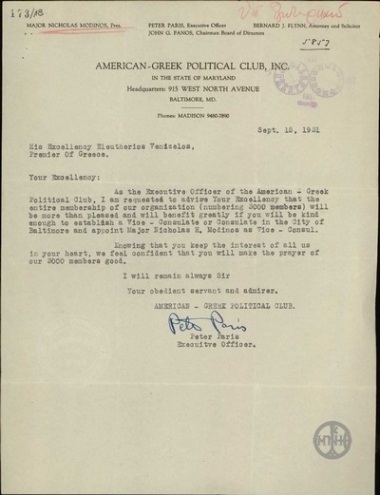 173/18
MAJOR NICHOLAS MODINOS, Pres.
PETER PARIS, Executive Officer
JOHN G. PANOS, Chairman Board of Directors
BERNARD J. FLYNN, Attorney and Solicitor
5857
AMERICAN-GREEK POLITICAL CLUB, INC.
IN THE STATE OF MARYLAND
Headquarters: 915 WEST NORTH AVENUE
BALTIMORE, MD.
Phones: MADISON 9480-7890
Sept. 15, 1931
His Excellency Eleutherios Venizelos,
Premier Of Greece.
Your Excellency:
As the Executive Officer of the American - Greek
Political Club, I am requested to advise Your Excellency that the
entire membership of our organization (numbering 3000 members) will
be more than pleased and will benefit greatly if you will be kind
enough to establish a Vice - Consulate or Consulate in the City of
Baltimore and appoint Major Nicholas H. Modinos as Vice - Consul.
Knowing that you keep the interest of all us
in your heart, we feel confident that you will make the prayer of
our 3000 members good.
I will remain always Sir
Your obedient servant and admirer.
AMERICAN - GREEK POLITICAL CLUB.
Pete Paris
Peter Paris
Execuitve Officer.